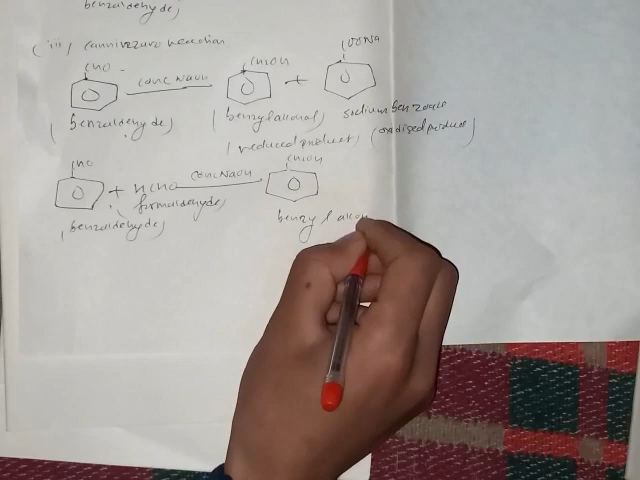 benzaldehyde)
(iii) Cannizzaro reaction
CHO CH2OH COONa
Conc NaOH +
(benzaldehyde) (benzyl alcohol) sodium benzoate
(reduced product) (oxidised product)
CHO + HCHO Conc NaOH CH2OH
formaldehyde)
(benzaldehyde) benzyl alco